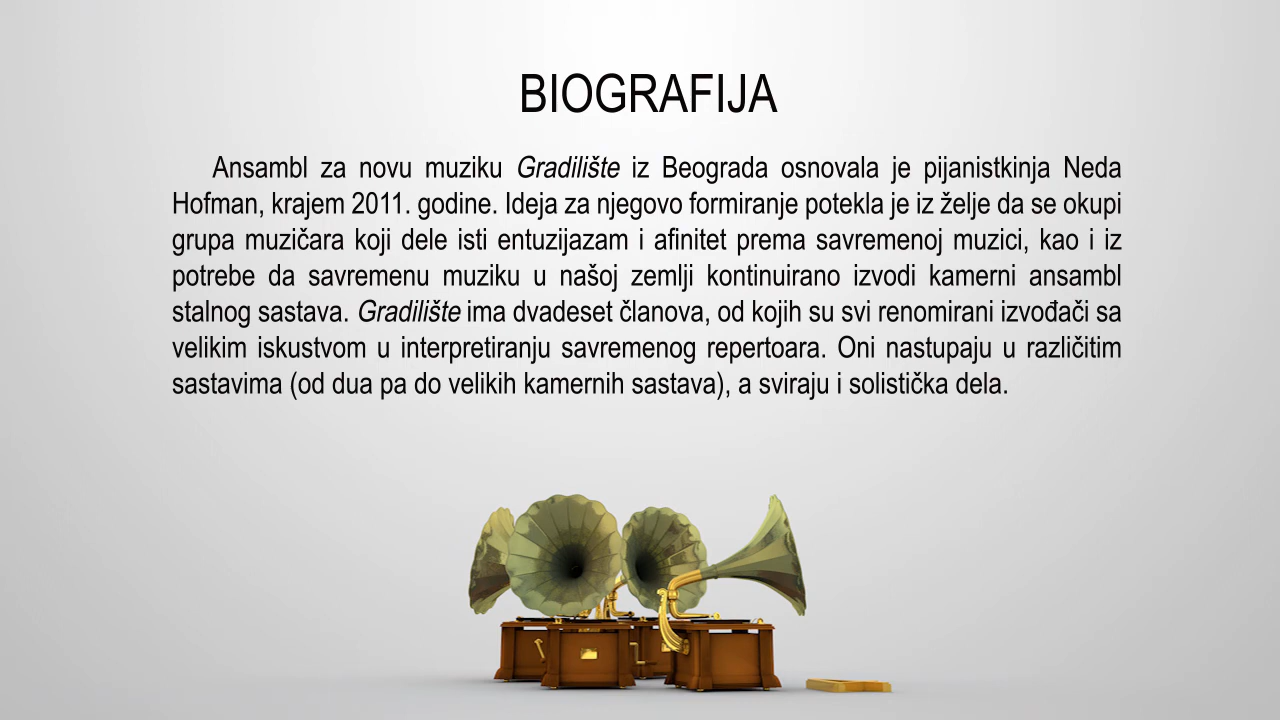 BIOGRAFIJA
Ansambl za novu muziku Gradilište iz Beograda osnovala je pijanistkinja Neda
Hofman, krajem 2011. godine. Ideja za njegovo formiranje potekla je iz želje da se okupi
grupa muzičara koji dele isti entuzijazam i afinitet prema savremenoj muzici, kao i iz
potrebe da savremenu muziku u našoj zemlji kontinuirano izvodi kamerni ansambl
stalnog sastava. Gradilište ima dvadeset članova, od kojih su svi renomirani izvođači sa
velikim iskustvom u interpretiranju savremenog repertoara. Oni nastupaju u različitim
sastavima (od dua pa do velikih kamernih sastava), a sviraju i solistička dela.